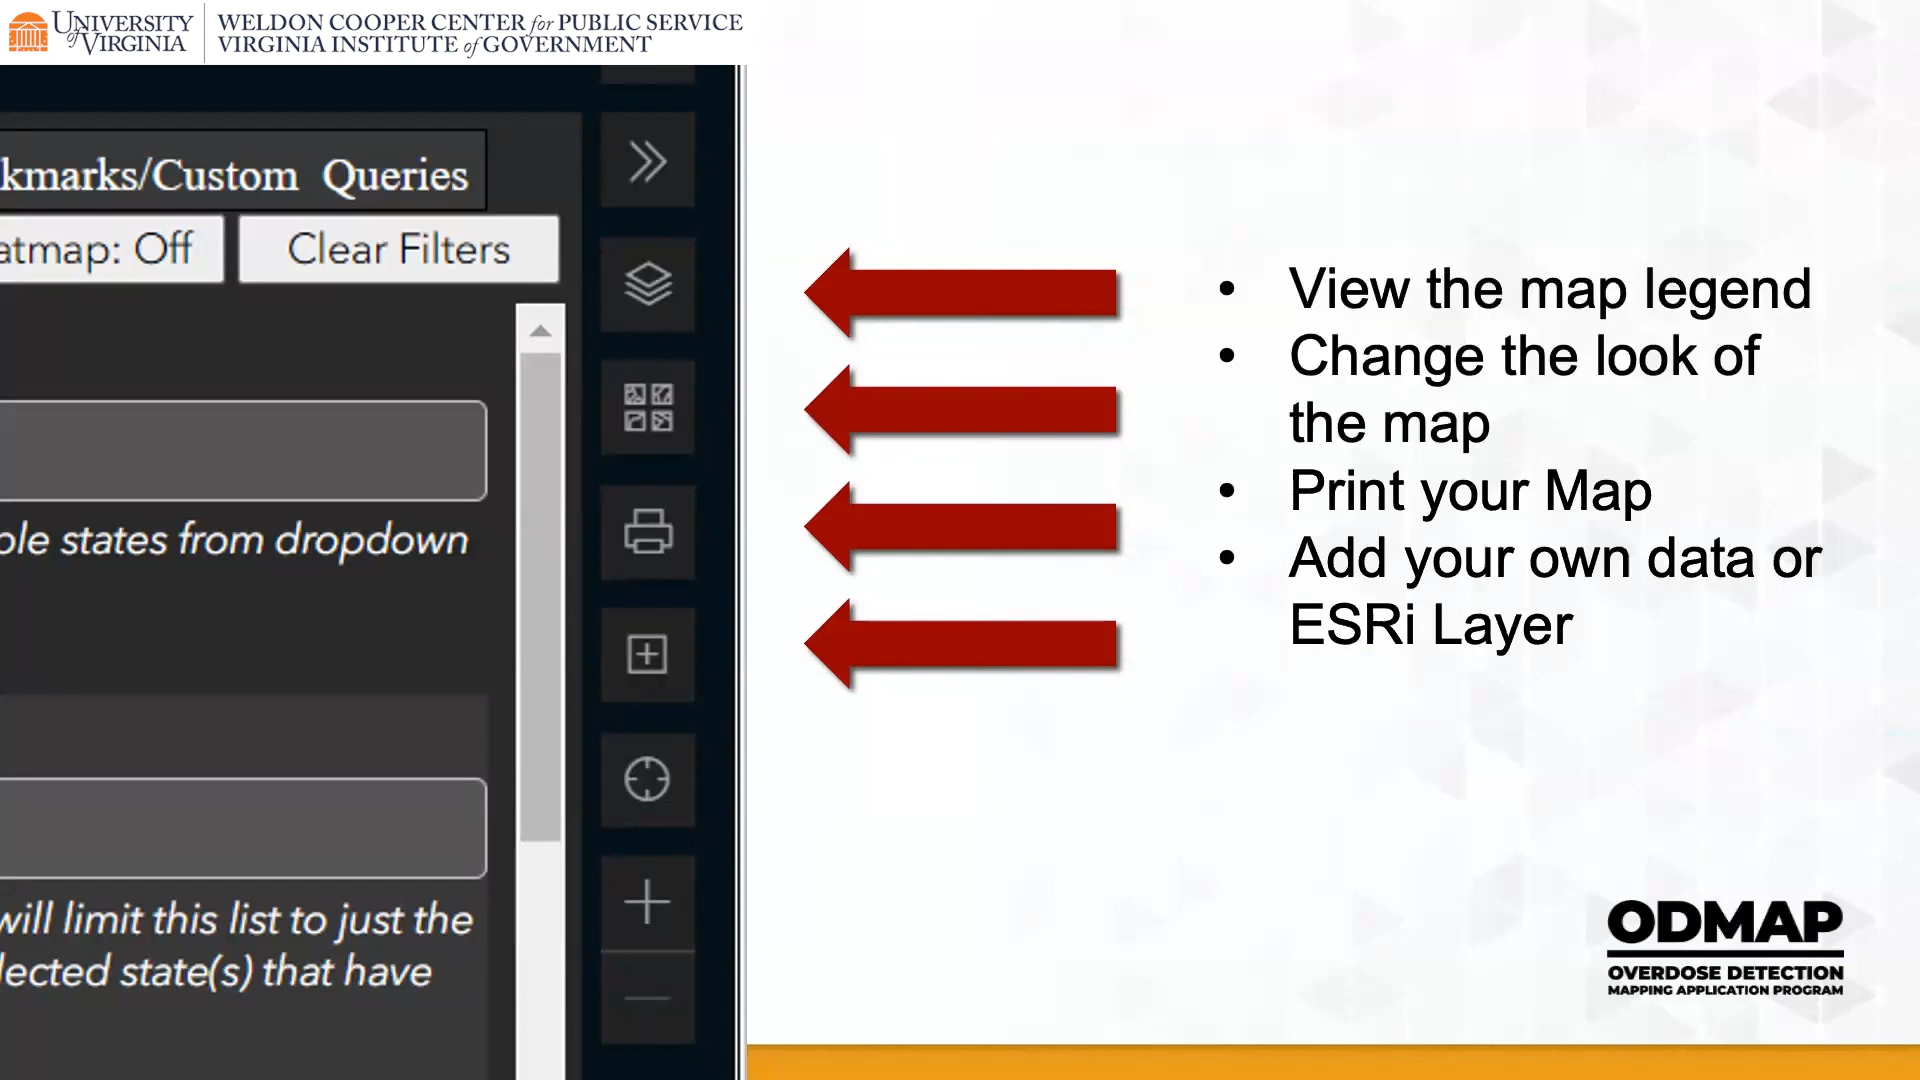 UNIVERSITY
of VIRGINIA
WELDON COOPER CENTER for PUBLIC SERVICE
VIRGINIA INSTITUTE of GOVERNMENT
kmarks/Custom Queries
atmap: Off
Clear Filters
ple states from dropdown
will limit this list to just the
lected state(s) that have
• View the map legend
• Change the look of
the map
• Print your Map
• Add your own data or
ESRi Layer
ODMAP
OVERDOSE DETECTION
MAPPING APPLICATION PROGRAM